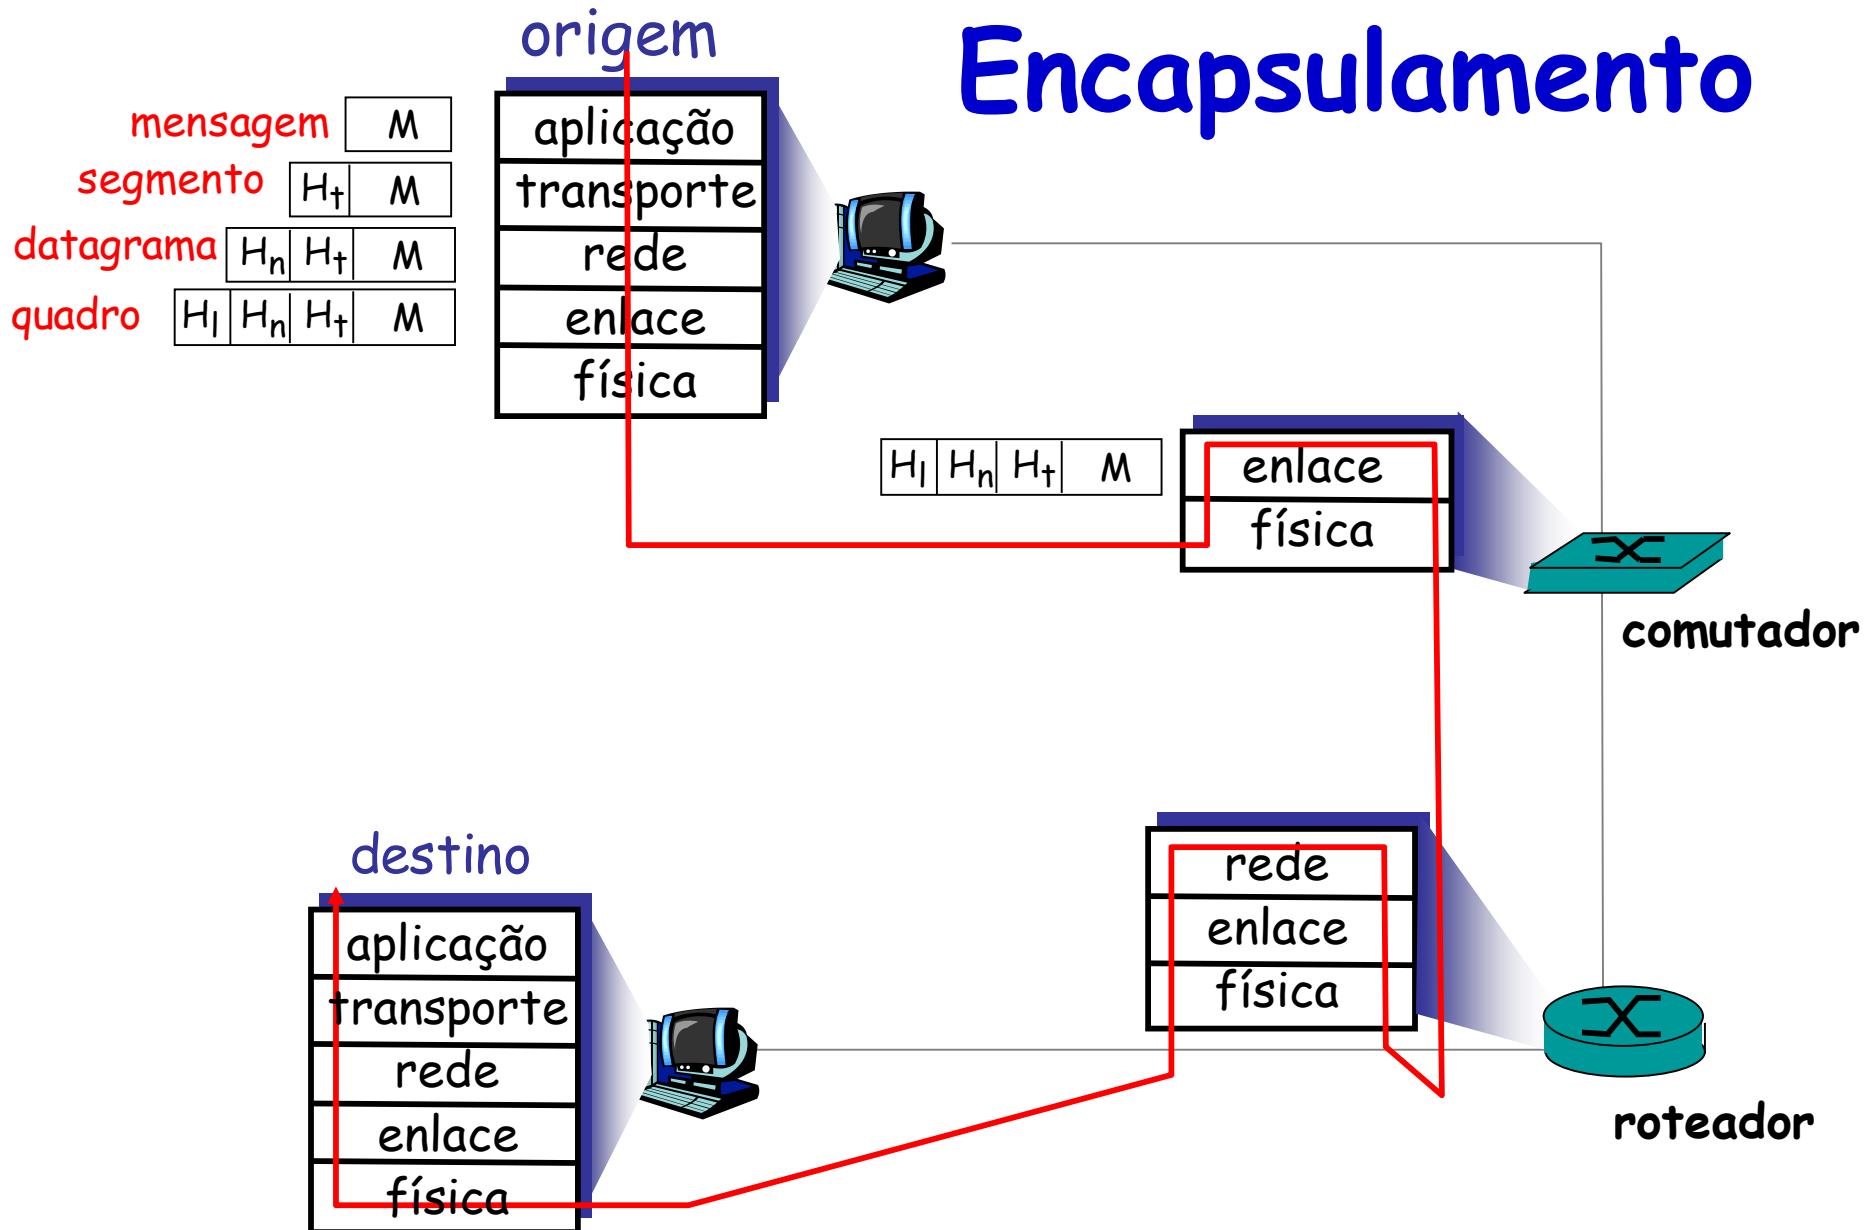 origem
Encapsulamento
mensagem M
segmento Ht M
datagrama Hn Ht M
quadro Hl Hn Ht M
aplicação
transporte
rede
enlace
física
Hl Hn Ht M
enlace
física
comutador
rede
enlace
física
roteador
destino
aplicação
transporte
rede
enlace
física